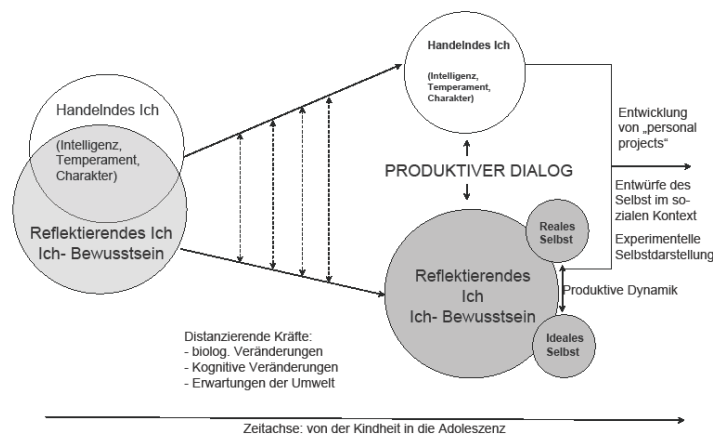 Handelndes Ich
(Intelligenz,
Temperament,
Charakter)
Reflektierendes Ich
Ich- Bewusstsein
Handelndes Ich
(Intelligenz,
Temperament,
Charakter)
PRODUKTIVER DIALOG
Reflektierendes
Ich
Ich- Bewusstsein
Reales
Selbst
Ideales
Selbst
Produktive Dynamik
Entwicklung
von „personal
projects“
Entwürfe des
Selbst im so-
zialen Kontext
Experimentelle
Selbstdarstellung
Distanzierende Kräfte:
- biolog. Veränderungen
- Kognitive Veränderungen
- Erwartungen der Umwelt
Zeitachse: von der Kindheit in die Adoleszenz